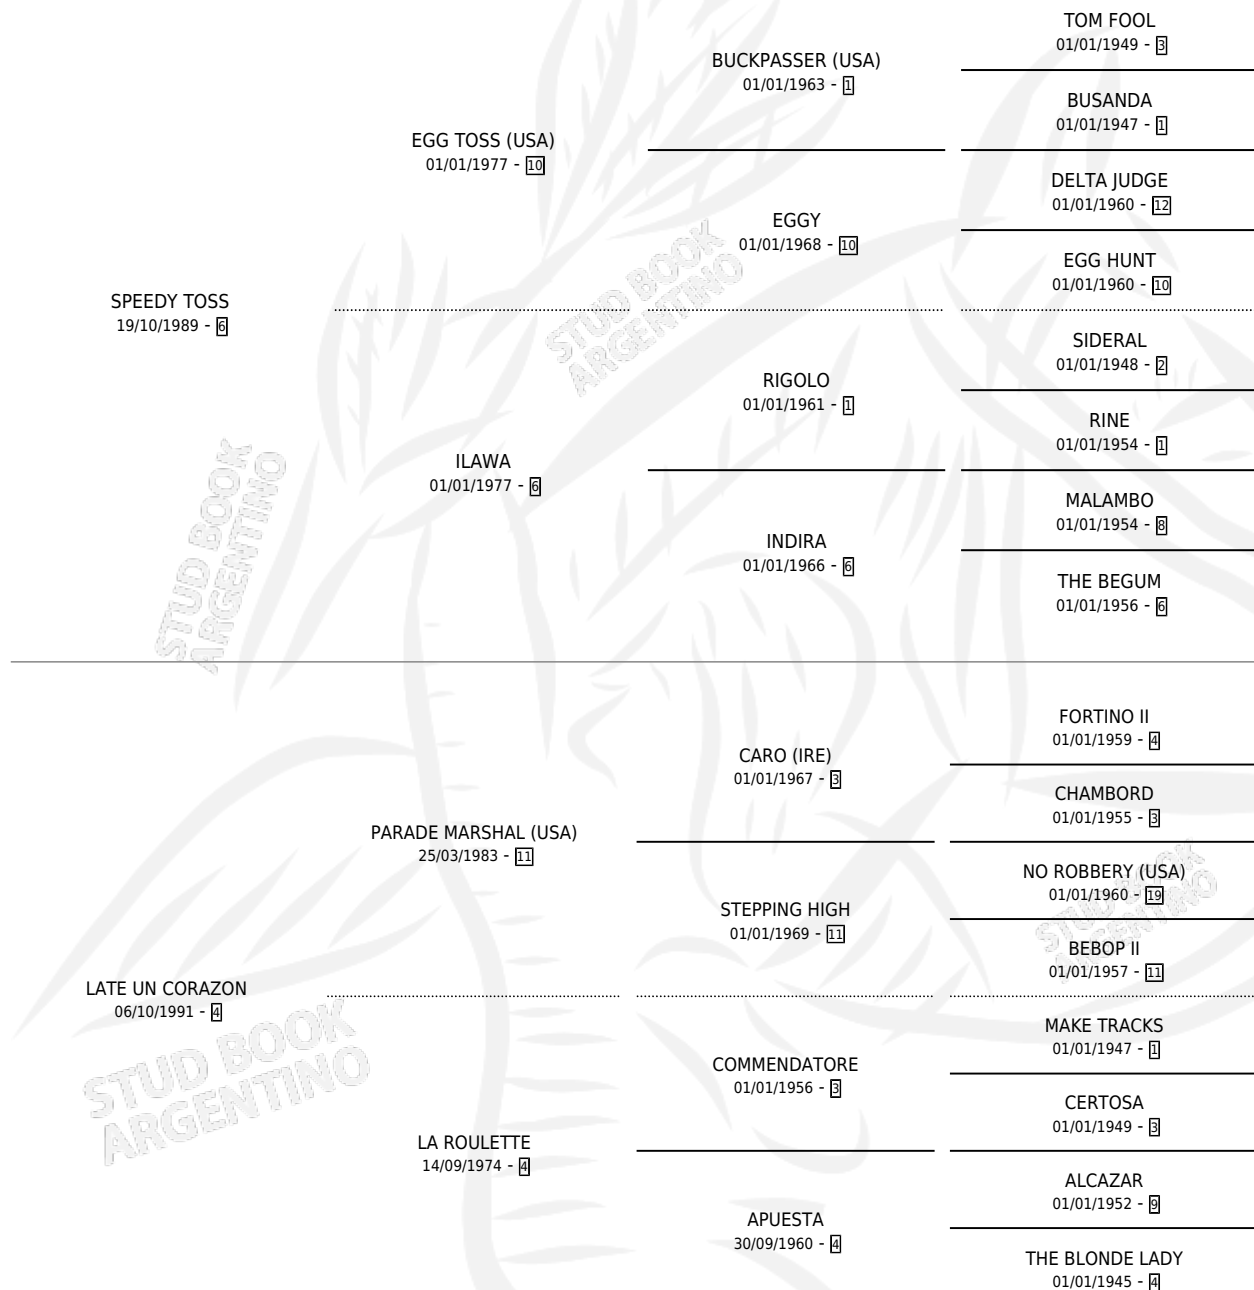 TOM FOOL
01/01/1949 - 3
BUCKPASSER (USA)
01/01/1963 - 1
BUSANDA
01/01/1947 - 1
EGG TOSS (USA)
01/01/1977 - 10
DELTA JUDGE
01/01/1960 - 12
EGGY
01/01/1968 - 10
EGG HUNT
01/01/1960 - 10
SPEEDY TOSS
19/10/1989 - 6
STUD BOOK
ARGENTINO
SIDERAL
01/01/1948 - 2
RIGOLO
01/01/1961 - 1
RINE
01/01/1954 - 1
ILAWA
01/01/1977 - 6
MALAMBO
01/01/1954 - 8
INDIRA
01/01/1966 - 6
THE BEGUM
01/01/1956 - 6
STUD BOOK
ARGENTINO
FORTINO II
01/01/1959 - 4
CARO (IRE)
01/01/1967 - 3
CHAMBORD
01/01/1955 - 3
PARADE MARSHAL (USA)
25/03/1983 - 11
NO ROBBERY (USA)
01/01/1960 - 19
STEPPING HIGH
01/01/1969 - 11
STUD BOOK
ARGENTINO
BEBOP II
01/01/1957 - 11
LATE UN CORAZON
06/10/1991 - 4
STUD BOOK
ARGENTINO
MAKE TRACKS
01/01/1947 - 1
COMMENDATORE
01/01/1956 - 3
CERTOSA
01/01/1949 - 3
LA ROULETTE
14/09/1974 - 4
ALCAZAR
01/01/1952 - 9
APUESTA
30/09/1960 - 4
THE BLONDE LADY
01/01/1945 - 4